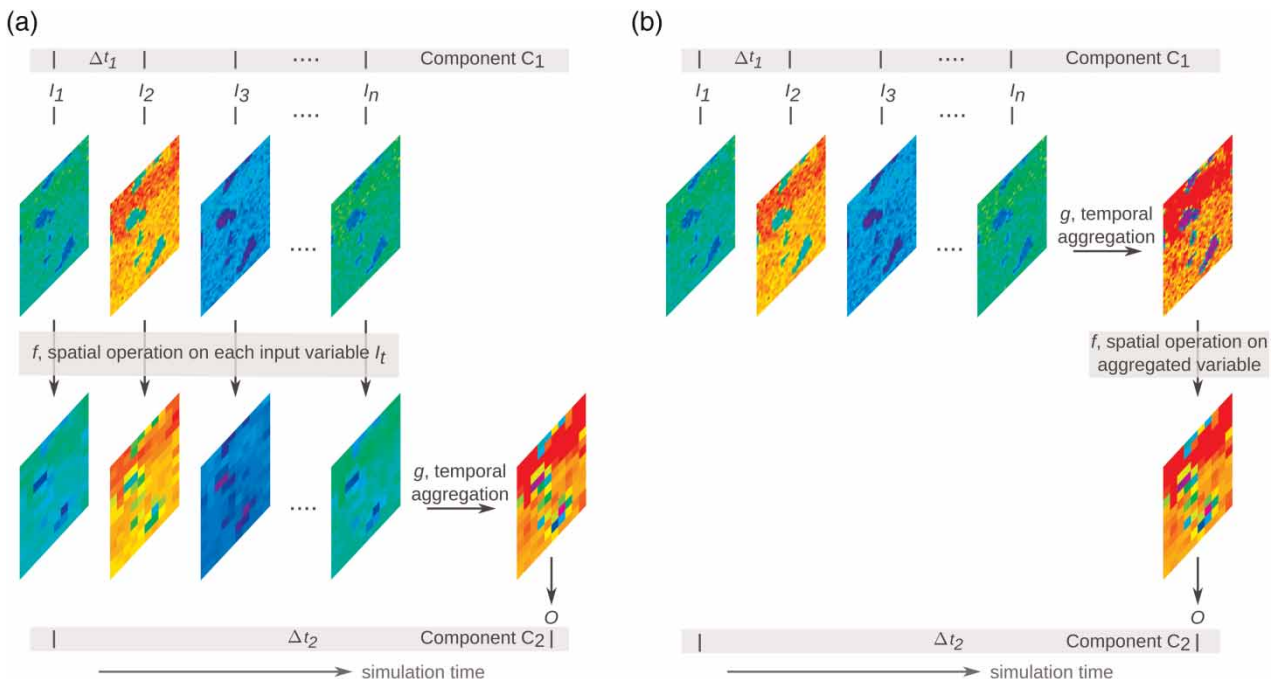 (a)
Δt1 .... Component C1
I1 I2 I3 .... In
....
g, temporal
aggregation
f, spatial operation on each input variable It
....
O
Δt2 Component C2
simulation time
(b)
Δt1 .... Component C1
I1 I2 I3 .... In
....
g, temporal
aggregation
f, spatial operation on
aggregated variable
O
Δt2 Component C2
simulation time